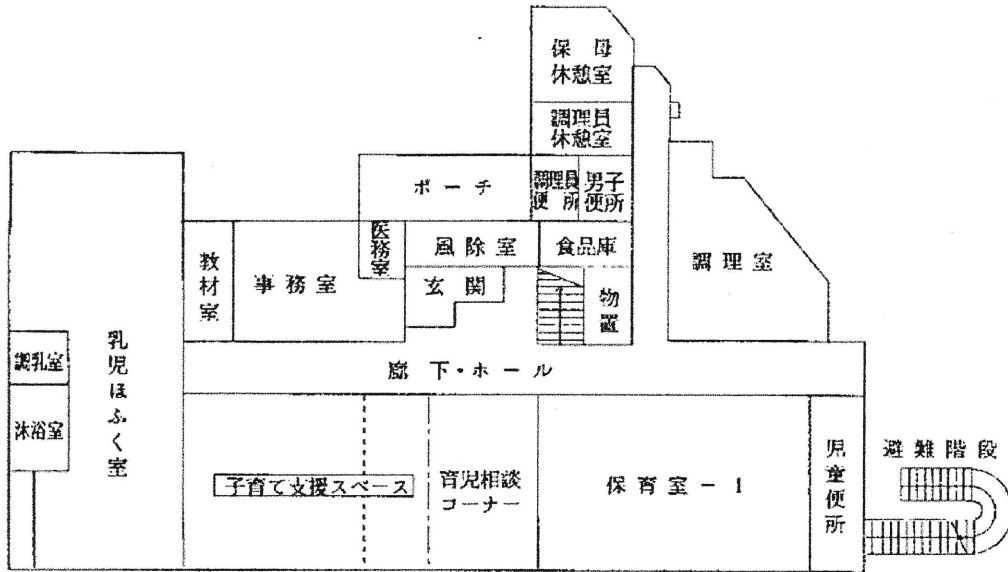 保母
休憩室
調理員
休憩室
ポーチ
調理員
便所
男子
便所
医務室
風除室
食品庫
教材室
事務室
玄関
物置
調理室
調乳室
沐浴室
乳児ほふく室
廊下・ホール
子育て支援スペース
育児相談
コーナー
保育室－1
児童便所
避難階段